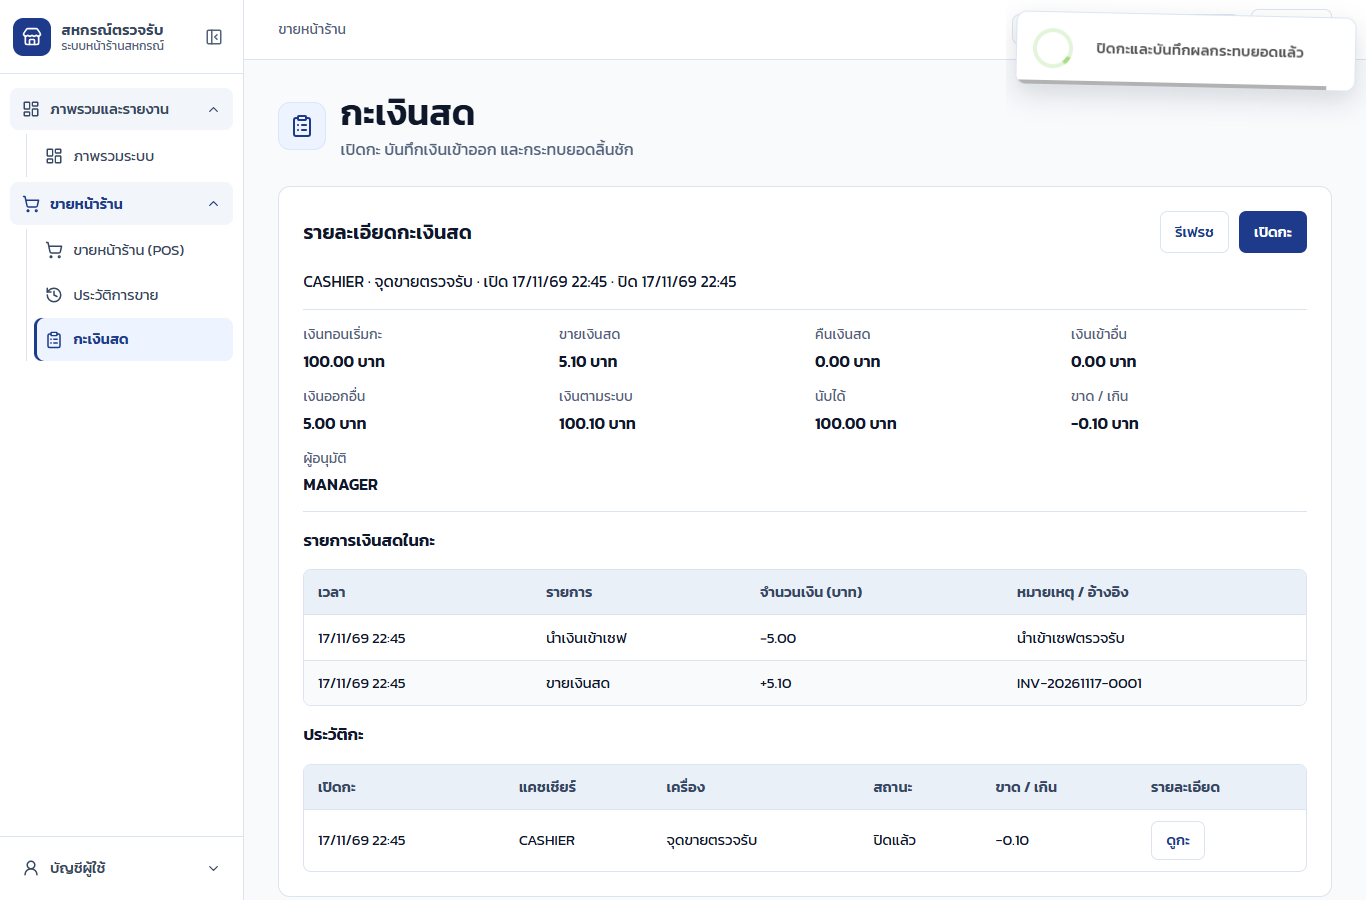 สหกรณ์ตรวจรับ
ระบบหน้าร้านสหกรณ์
ภาพรวมและรายงาน
ภาพรวมระบบ
ขายหน้าร้าน
ขายหน้าร้าน (POS)
ประวัติการขาย
กะเงินสด
บัญชีผู้ใช้
ขายหน้าร้าน
ปิดกะและบันทึกผลกระทบยอดแล้ว
กะเงินสด
เปิดกะ บันทึกเงินเข้าออก และกระทบยอดลิ้นชัก
รายละเอียดกะเงินสด
รีเฟรช
เปิดกะ
CASHIER · จุดขายตรวจรับ · เปิด 17/11/69 22:45 · ปิด 17/11/69 22:45
เงินทอนเริ่มกะ ขายเงินสด คืนเงินสด เงินเข้าอื่น
100.00 บาท 5.10 บาท 0.00 บาท 0.00 บาท
เงินออกอื่น เงินตามระบบ นับได้ ขาด / เกิน
5.00 บาท 100.10 บาท 100.00 บาท -0.10 บาท
ผู้อนุมัติ
MANAGER
รายการเงินสดในกะ
เวลา รายการ จำนวนเงิน (บาท) หมายเหตุ / อ้างอิง
17/11/69 22:45 นำเงินเข้าเซฟ -5.00 นำเข้าเซฟตรวจรับ
17/11/69 22:45 ขายเงินสด +5.10 INV-20261117-0001
ประวัติกะ
เปิดกะ แคชเชียร์ เครื่อง สถานะ ขาด / เกิน รายละเอียด
17/11/69 22:45 CASHIER จุดขายตรวจรับ ปิดแล้ว -0.10 ดูกะ